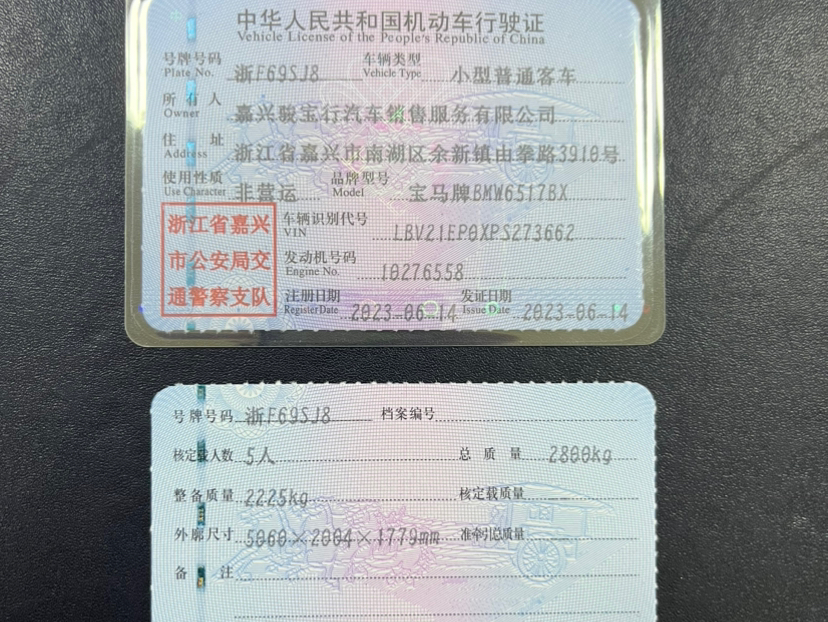 中华人民共和国机动车行驶证
Vehicle License of the People's Republic of China
号牌号码 浙F69SJ8 车辆类型 小型普通客车
Plate No. Vehicle Type
所有人 嘉兴骏宝行汽车销售服务有限公司
Owner
住址 浙江省嘉兴市南湖区余新镇由拳路3910号
Address
使用性质 非营运 品牌型号 宝马牌BMW6517BX
Use Character Model
浙江省嘉兴
市公安局交
通警察支队
车辆识别代号 LBV21EP0XPS273662
VIN
发动机号码 10276558
Engine No.
注册日期 2023-06-14 发证日期 2023-06-14
Register Date Issue Date
号牌号码 浙F69SJ8 档案编号
核定载人数 5人 总质量 2800kg
整备质量 2225kg 核定载质量
外廓尺寸 5060×2004×1779mm 准牵引总质量
备注